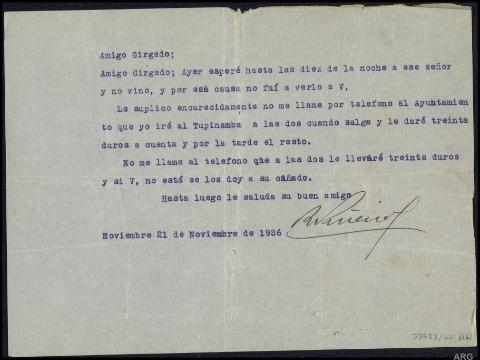 Amigo Girgado;
Amigo Girgado; Ayer esperé hasta las diez de la noche a ese señor
y no vino, y por esa causa no fuí a verlo a V,
Le suplico encarecidamente no me llame por telefono al Ayuntamien
to que yo iré al Tupinamba a las dos cuando salga y le daré treinta
duros a cuenta y por la tarde el resto.
No me llame al telefono que a las dos le llevaré treinta duros
y si V, no está se los doy a su cuñado.
Hasta luego le saluda su buen amigo
Noviembre 21 de Noviembre de 1936
ARG